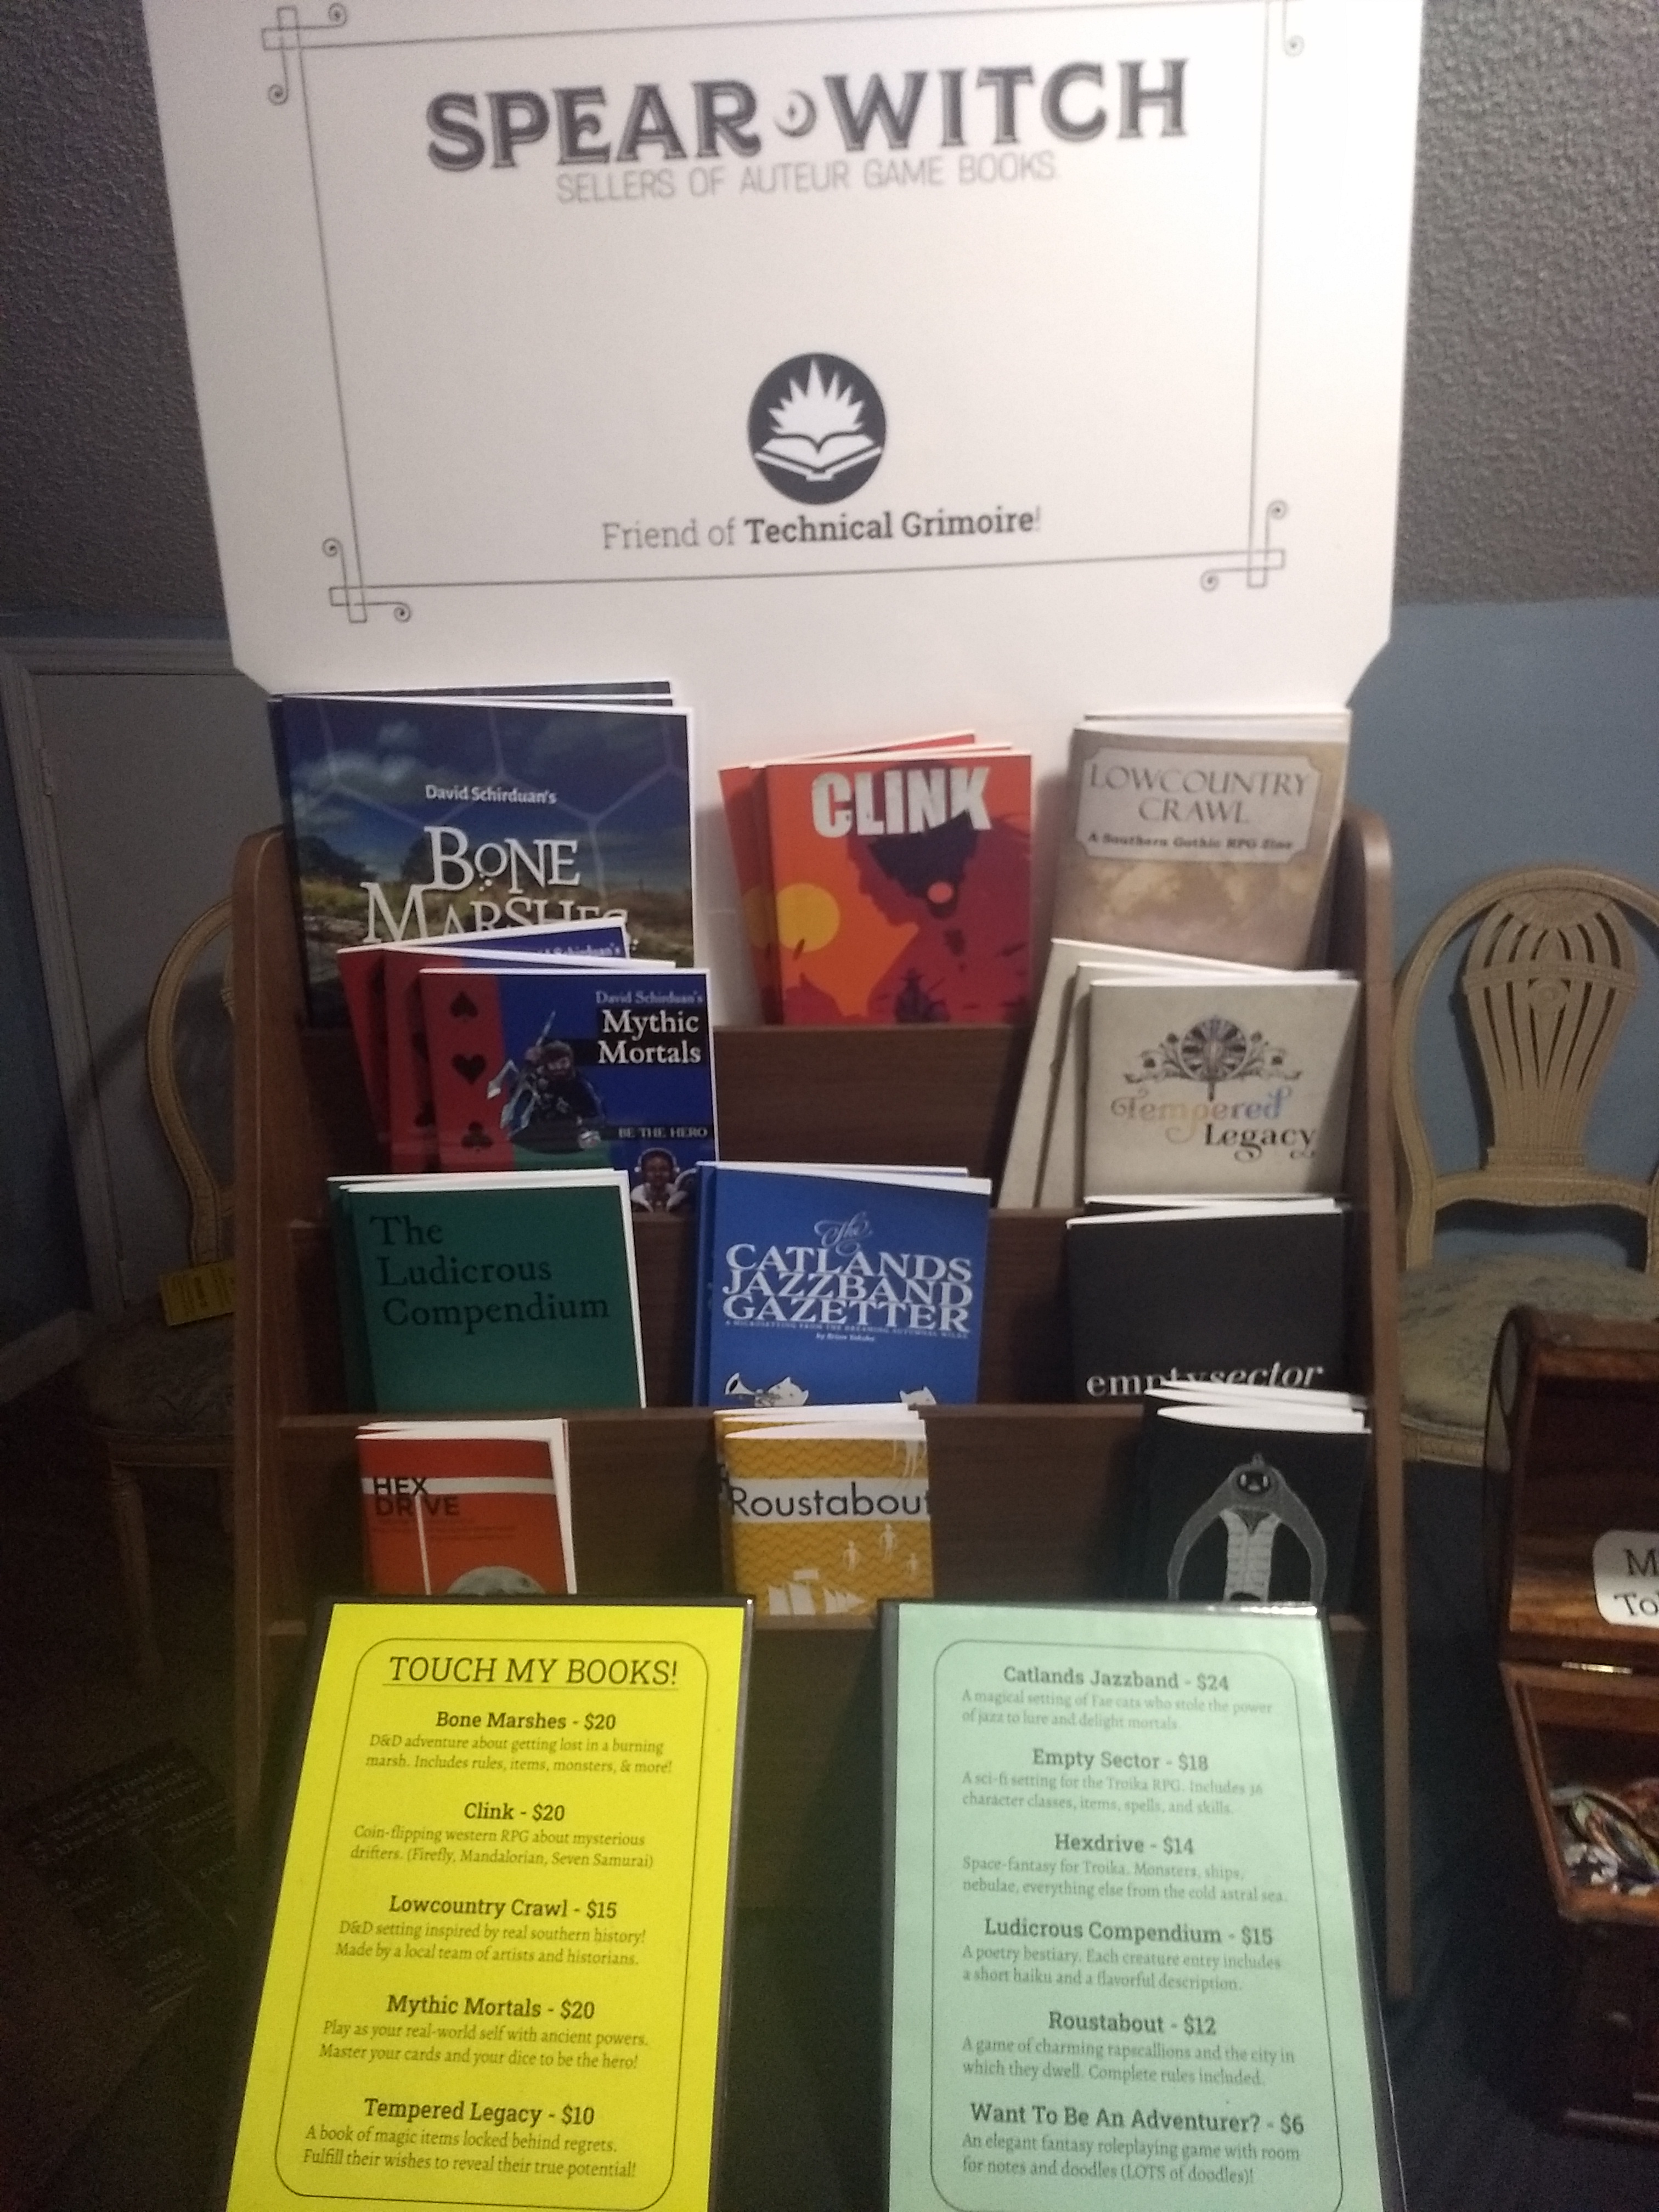 SPEAR WITCH
SELLERS OF AUTEUR GAME BOOKS
Friend of Technical Grimoire!
David Schirduan's
BONE
MARSHES
CLINK
LOWCOUNTRY
CRAWL
A Southern Gothic RPG Zine
Schirduan's
David Schirduan's
Mythic
Mortals
BE THE HERO
Tempered
Legacy
The
Ludicrous
Compendium
The
CATLANDS
JAZZBAND
GAZETTER
emptysector
HEX
DRIVE
Roustabout
M
To
TOUCH MY BOOKS!
Bone Marshes - $20
D&D adventure about getting lost in a burning
marsh. Includes rules, items, monsters, & more!
Clink - $20
Coin-flipping western RPG about mysterious
drifters. (Firefly, Mandalorian, Seven Samurai)
Lowcountry Crawl - $15
D&D setting inspired by real southern history!
Made by a local team of artists and historians.
Mythic Mortals - $20
Play as your real-world self with ancient powers.
Master your cards and your dice to be the hero!
Tempered Legacy - $10
A book of magic items locked behind regrets.
Fulfill their wishes to reveal their true potential!
Catlands Jazzband - $24
A magical setting of Fae cats who stole the power
of jazz to lure and delight mortals.
Empty Sector - $18
A sci-fi setting for the Troika RPG. Includes 36
character classes, items, spells, and skills.
Hexdrive - $14
Space-fantasy for Troika. Monsters, ships,
nebulae, everything else from the cold astral sea.
Ludicrous Compendium - $15
A poetry bestiary. Each creature entry includes
a short haiku and a flavorful description.
Roustabout - $12
A game of charming rapscallions and the city in
which they dwell. Complete rules included.
Want To Be An Adventurer? - $6
An elegant fantasy roleplaying game with room
for notes and doodles (LOTS of doodles)!